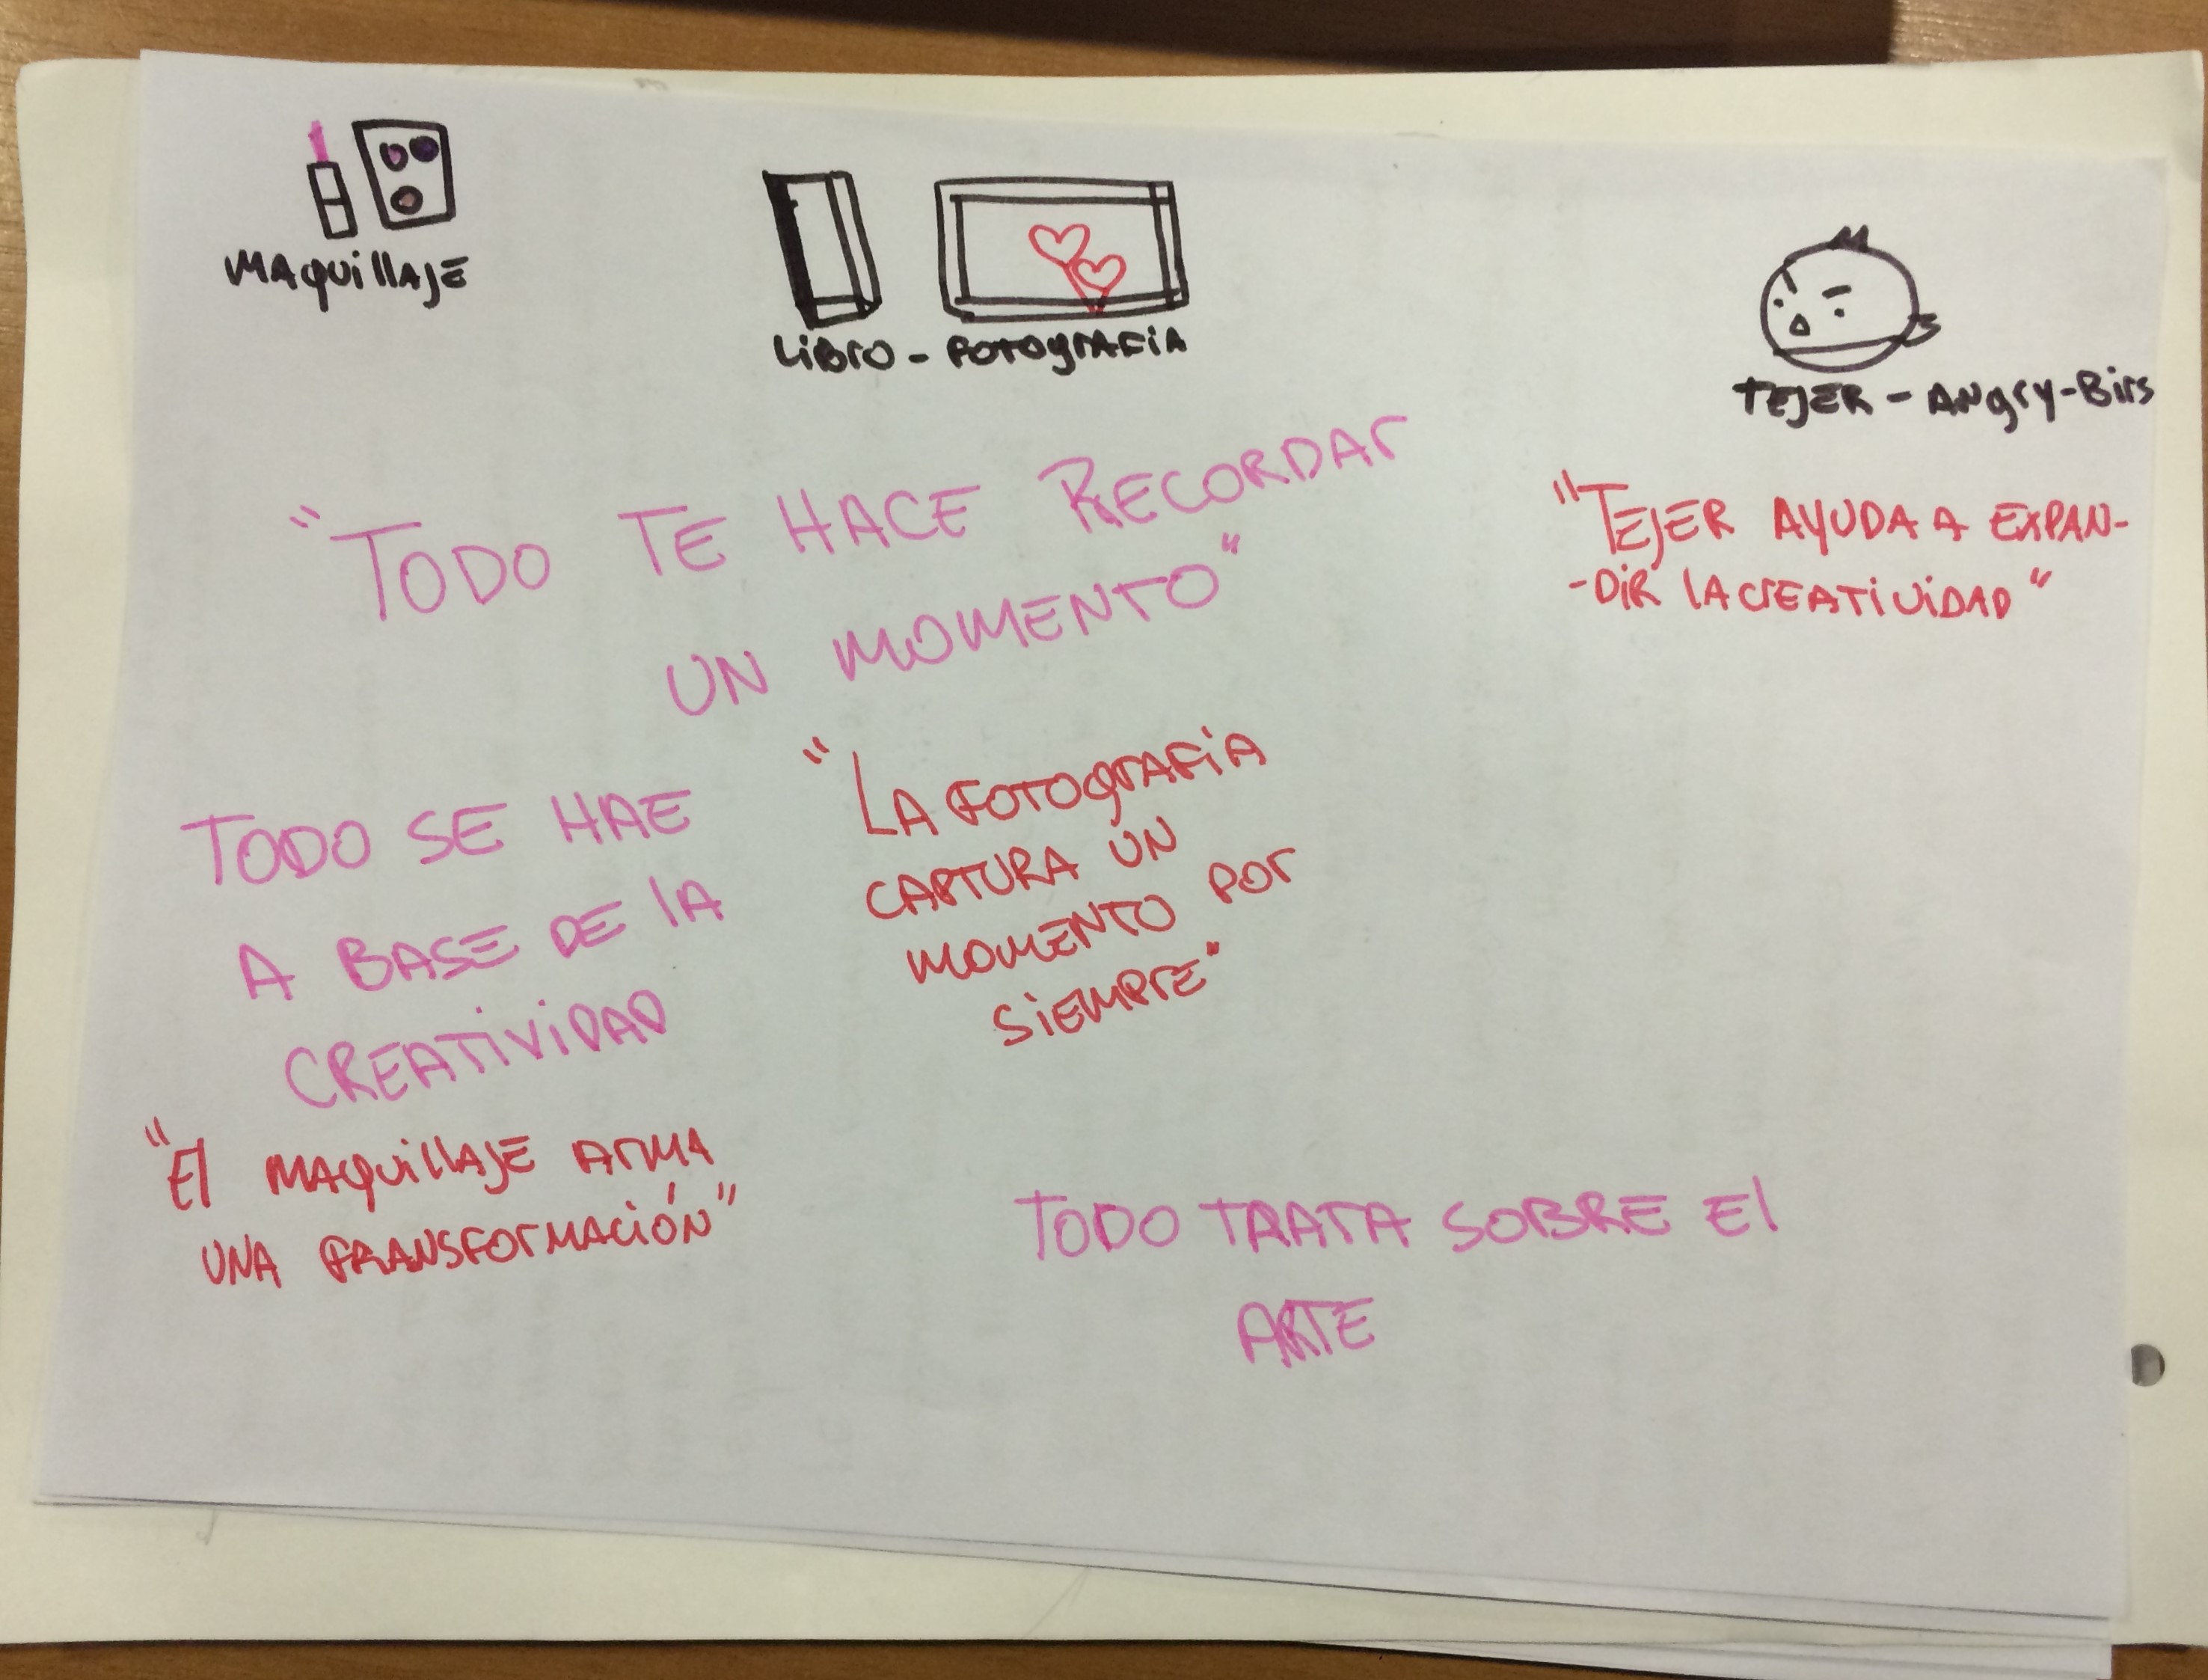 MAQuillAJE
LiBro - FOTOgrAFiA
TEJER - ANgry-Birs
"TODO TE HACE RECORDAr
UN MOMENTO"
"TEJER AYUDA A EXPAN-
-DiR lA CrEATiViDAD"
TODO SE HAE
A BASE DE lA
CREATiViDAD
"LA FOTOgrAFiA
CAPTURA UN
MOMENTO POr
SiEMPrE"
"El MAQuillAJE ArMA
UNA TRANSFOrMACiÓN"
TODO TRATA SOBRE El
ARTE